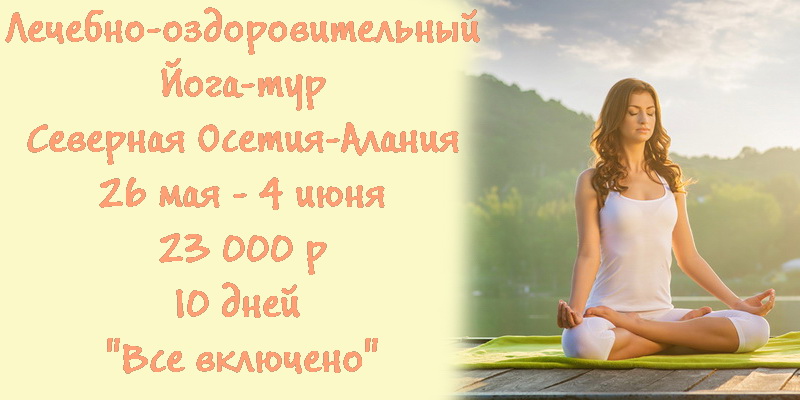 Лечебно-оздоровительный
Йога-тур
Северная Осетия-Алания
26 мая - 4 июня
23 000 р
10 дней
"Все включено"